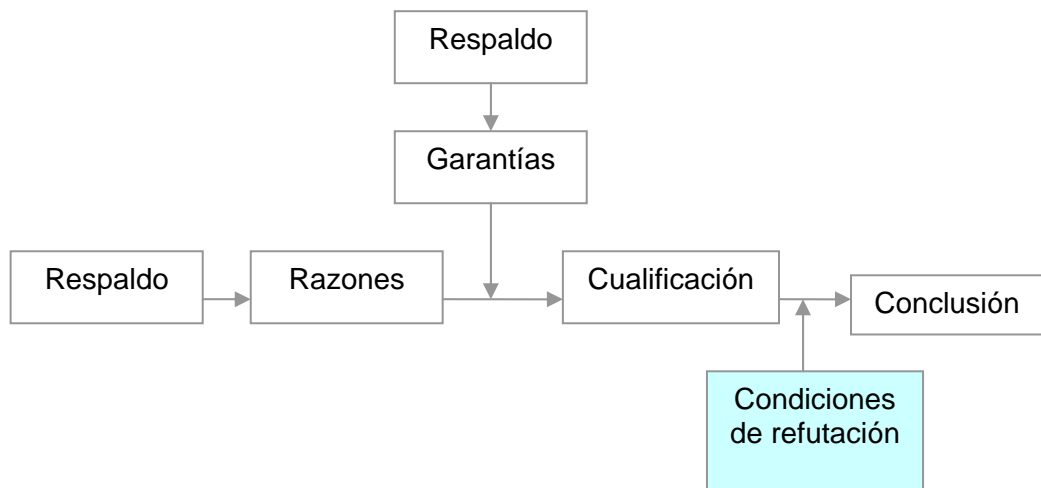 Respaldo
Garantías
Respaldo
Razones
Cualificación
Conclusión
Condiciones
de refutación